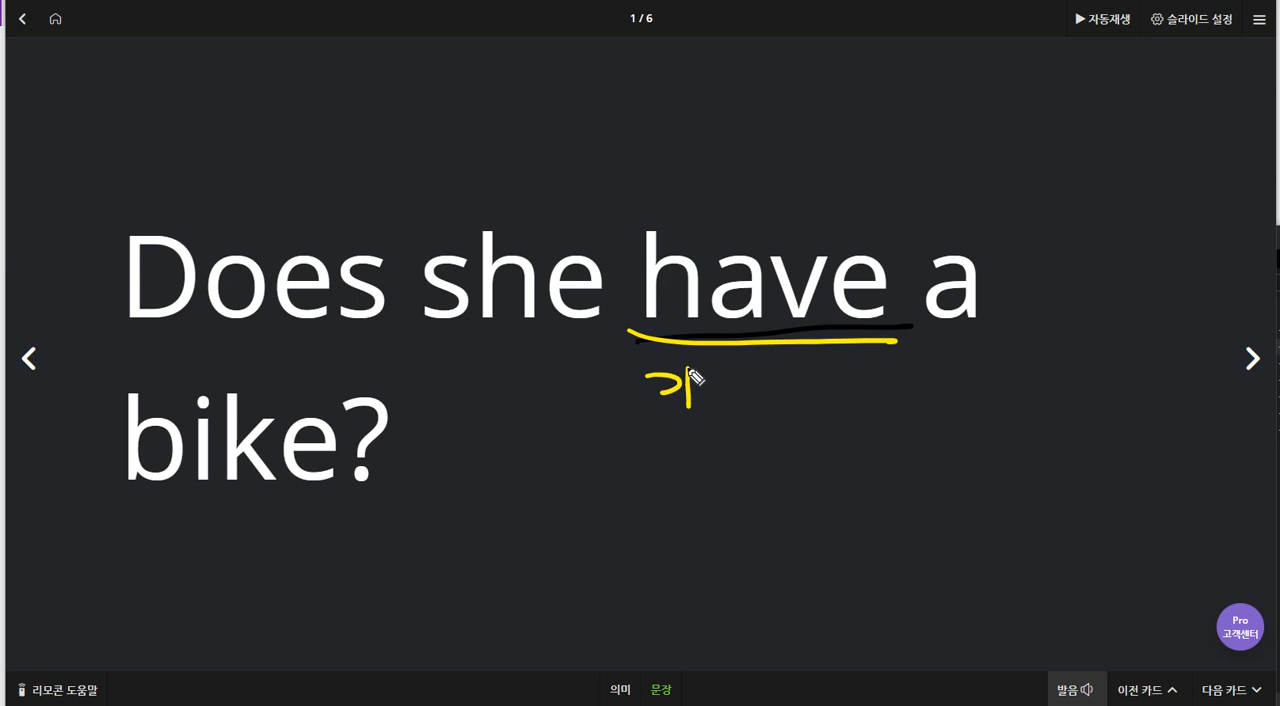 1 / 6
자동재생
슬라이드 설정
Does she have a
bike?
Pro
고객센터
리모콘 도움말
의미
문장
발음
이전 카드
다음 카드